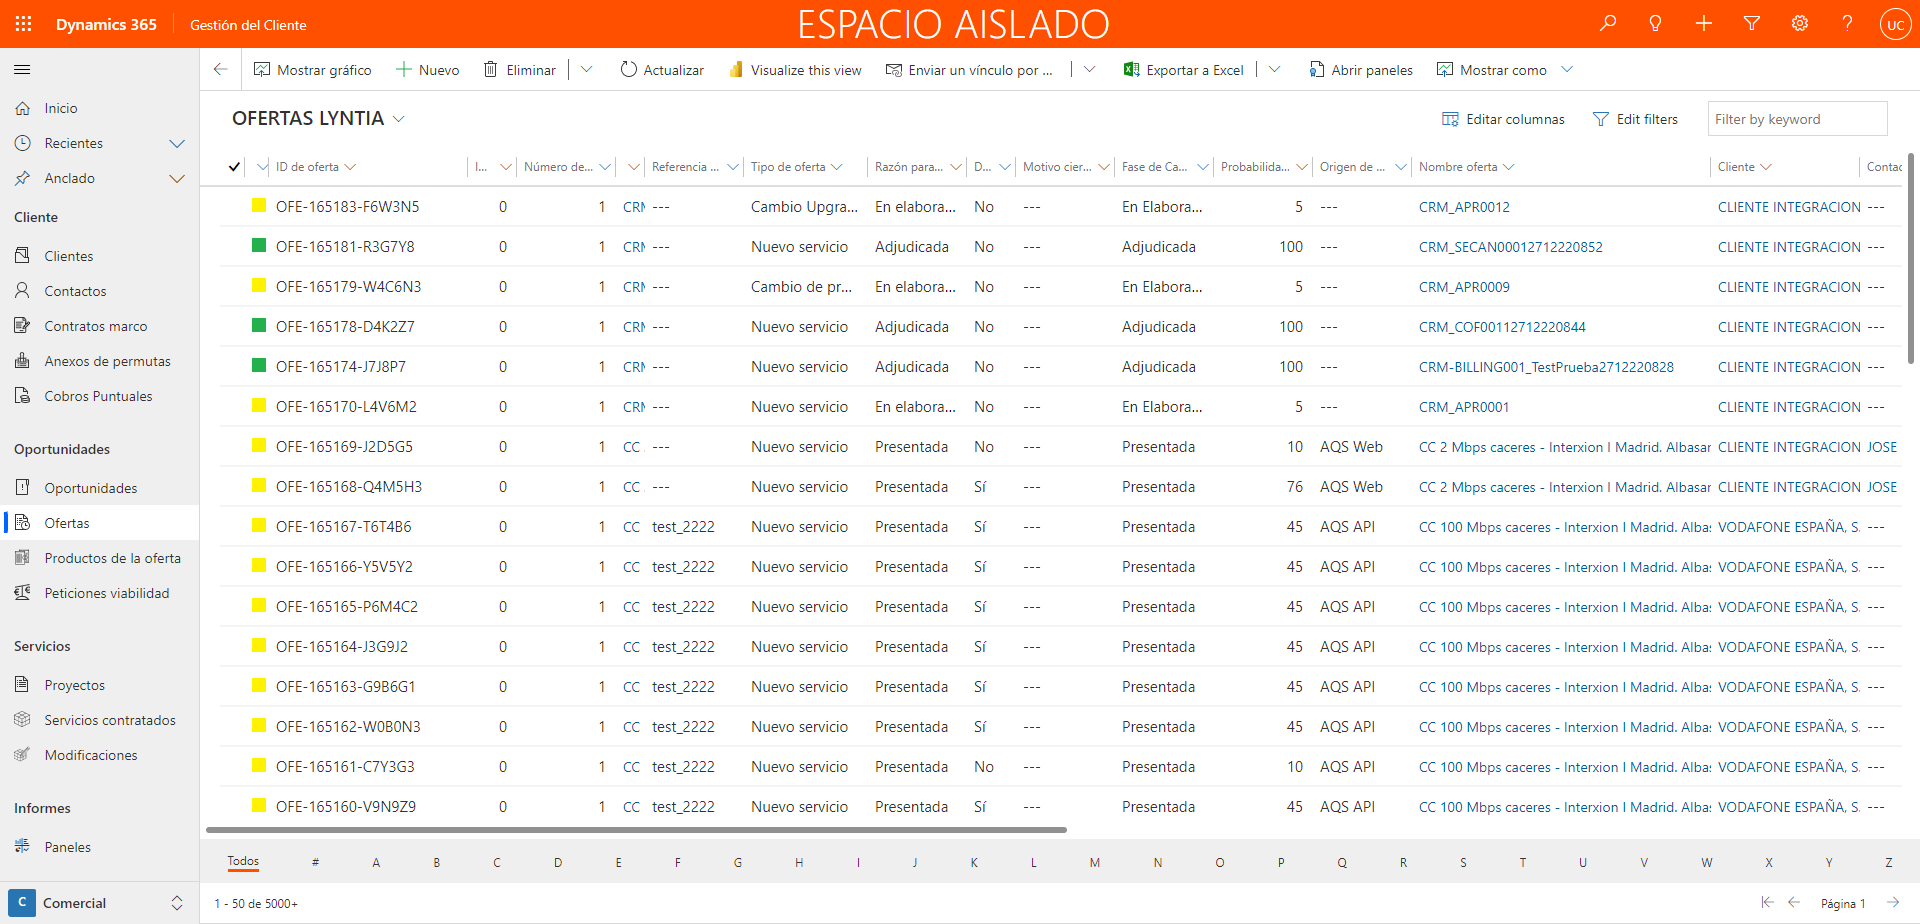 Dynamics 365 Gestión del Cliente ESPACIO AISLADO UC
Mostrar gráfico Nuevo Eliminar Actualizar Visualize this view Enviar un vínculo por ... Exportar a Excel Abrir paneles Mostrar como
Inicio
Recientes
Anclado
Cliente
Clientes
Contactos
Contratos marco
Anexos de permutas
Cobros Puntuales
Oportunidades
Oportunidades
Ofertas
Productos de la oferta
Peticiones viabilidad
Servicios
Proyectos
Servicios contratados
Modificaciones
Informes
Paneles
C Comercial
OFERTAS LYNTIA Editar columnas Edit filters Filter by keyword
ID de oferta I... Número de... Referencia ... Tipo de oferta Razón para... D... Motivo cier... Fase de Ca... Probabilida... Origen de ... Nombre oferta Cliente Contac
OFE-165183-F6W3N5 0 1 CRM --- Cambio Upgra... En elabora... No --- En Elabora... 5 --- CRM_APR0012 CLIENTE INTEGRACION ---
OFE-165181-R3G7Y8 0 1 CRM --- Nuevo servicio Adjudicada No --- Adjudicada 100 --- CRM_SECAN00012712220852 CLIENTE INTEGRACION ---
OFE-165179-W4C6N3 0 1 CRM --- Cambio de pr... En elabora... No --- En Elabora... 5 --- CRM_APR0009 CLIENTE INTEGRACION ---
OFE-165178-D4K2Z7 0 1 CRM --- Nuevo servicio Adjudicada No --- Adjudicada 100 --- CRM_COF00112712220844 CLIENTE INTEGRACION ---
OFE-165174-J7J8P7 0 1 CRM --- Nuevo servicio Adjudicada No --- Adjudicada 100 --- CRM-BILLING001_TestPrueba2712220828 CLIENTE INTEGRACION ---
OFE-165170-L4V6M2 0 1 CRM --- Nuevo servicio En elabora... No --- En Elabora... 5 --- CRM_APR0001 CLIENTE INTEGRACION ---
OFE-165169-J2D5G5 0 1 CC --- Nuevo servicio Presentada No --- Presentada 10 AQS Web CC 2 Mbps caceres - Interxion I Madrid. Albasar CLIENTE INTEGRACION JOSE
OFE-165168-Q4M5H3 0 1 CC --- Nuevo servicio Presentada Sí --- Presentada 76 AQS Web CC 2 Mbps caceres - Interxion I Madrid. Albasar CLIENTE INTEGRACION JOSE
OFE-165167-T6T4B6 0 1 CC test_2222 Nuevo servicio Presentada Sí --- Presentada 45 AQS API CC 100 Mbps caceres - Interxion I Madrid. Albas VODAFONE ESPAÑA, S. ---
OFE-165166-Y5V5Y2 0 1 CC test_2222 Nuevo servicio Presentada Sí --- Presentada 45 AQS API CC 100 Mbps caceres - Interxion I Madrid. Albas VODAFONE ESPAÑA, S. ---
OFE-165165-P6M4C2 0 1 CC test_2222 Nuevo servicio Presentada Sí --- Presentada 45 AQS API CC 100 Mbps caceres - Interxion I Madrid. Albas VODAFONE ESPAÑA, S. ---
OFE-165164-J3G9J2 0 1 CC test_2222 Nuevo servicio Presentada Sí --- Presentada 45 AQS API CC 100 Mbps caceres - Interxion I Madrid. Albas VODAFONE ESPAÑA, S. ---
OFE-165163-G9B6G1 0 1 CC test_2222 Nuevo servicio Presentada Sí --- Presentada 45 AQS API CC 100 Mbps caceres - Interxion I Madrid. Albas VODAFONE ESPAÑA, S. ---
OFE-165162-W0B0N3 0 1 CC test_2222 Nuevo servicio Presentada Sí --- Presentada 45 AQS API CC 100 Mbps caceres - Interxion I Madrid. Albas VODAFONE ESPAÑA, S. ---
OFE-165161-C7Y3G3 0 1 CC test_2222 Nuevo servicio Presentada No --- Presentada 10 AQS API CC 100 Mbps caceres - Interxion I Madrid. Albas VODAFONE ESPAÑA, S. ---
OFE-165160-V9N9Z9 0 1 CC test_2222 Nuevo servicio Presentada Sí --- Presentada 45 AQS API CC 100 Mbps caceres - Interxion I Madrid. Albas VODAFONE ESPAÑA, S. ---
Todos # A B C D E F G H I J K L M N O P Q R S T U V W X Y Z
1 - 50 de 5000+ Página 1